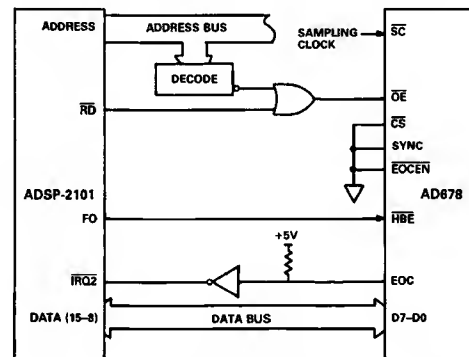 ADDRESS
ADDRESS BUS
SAMPLING
CLOCK
SC
DECODE
RD
OE
CS
SYNC
EOCEN
ADSP-2101
AD678
FO
HBE
+5V
IRQ2
EOC
DATA (15–8)
DATA BUS
D7–D0